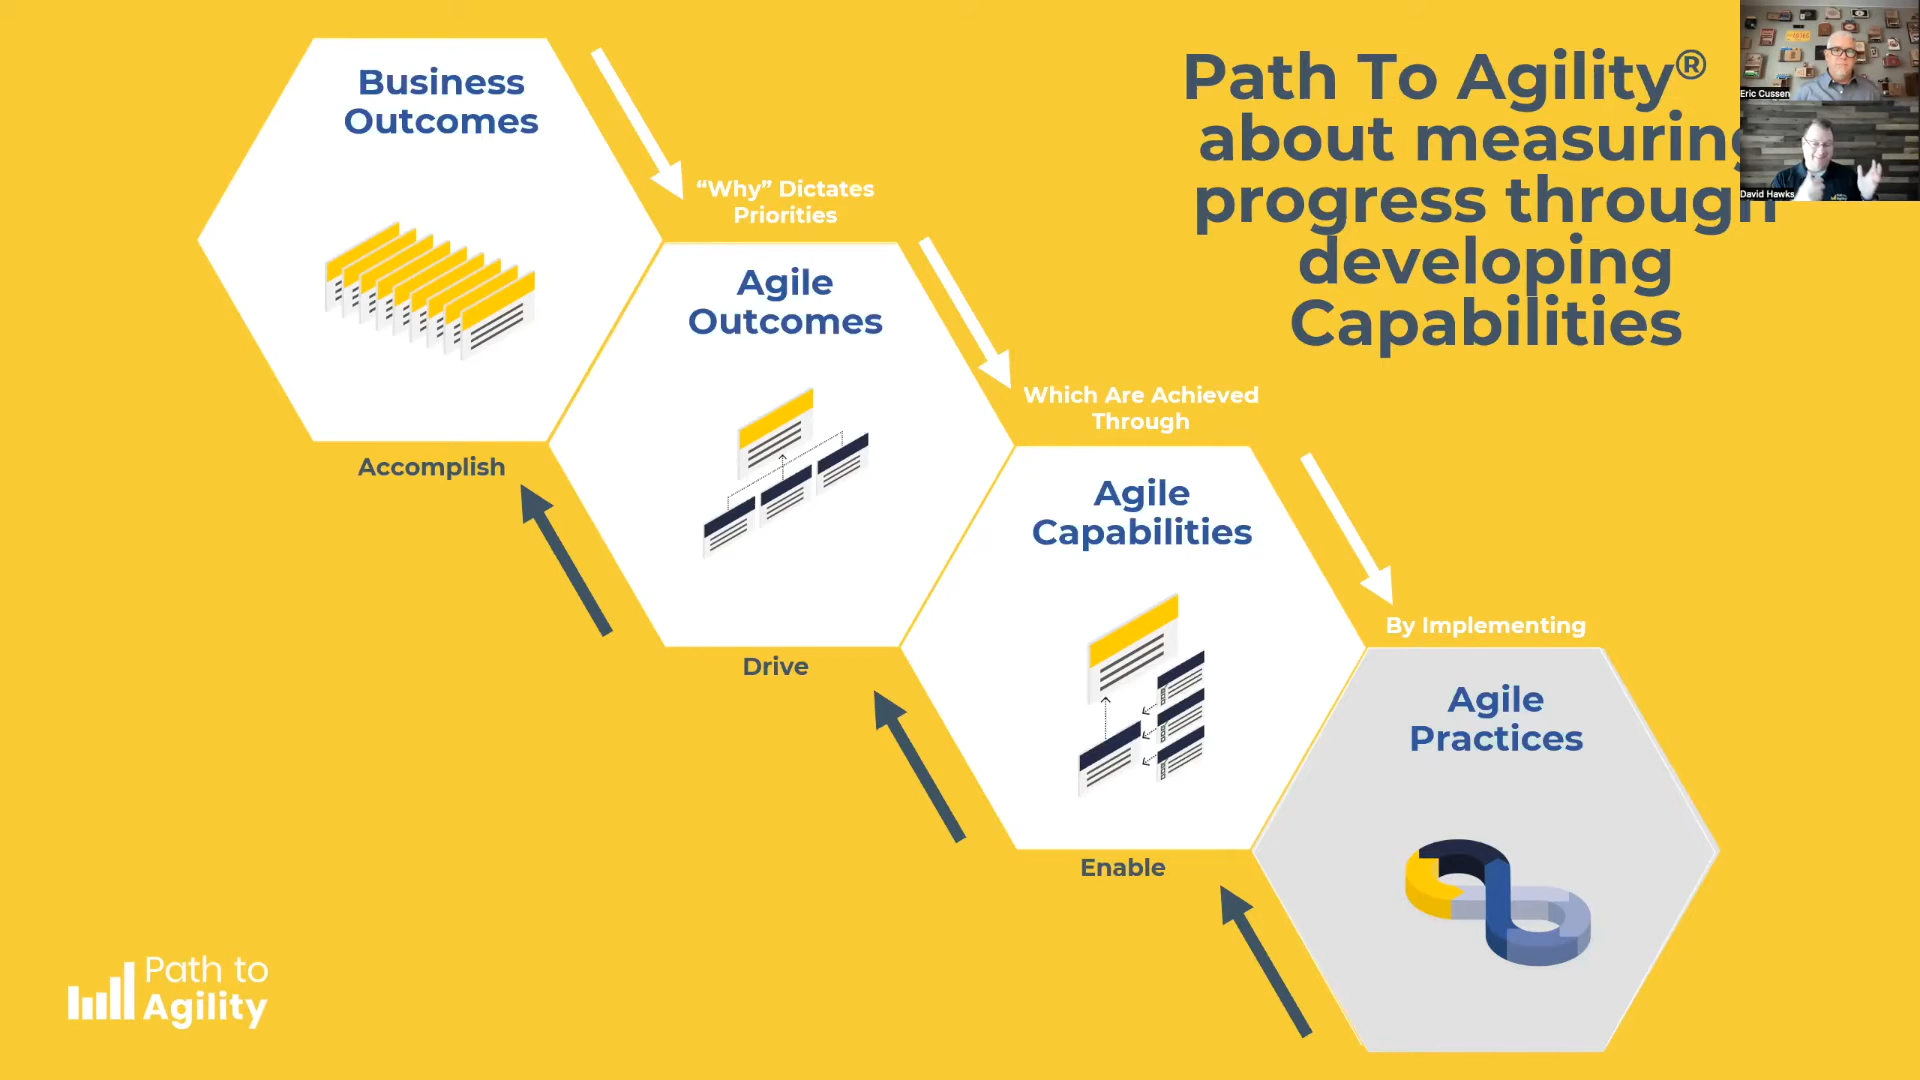 Business
Outcomes
“Why” Dictates
Priorities
Agile
Outcomes
Which Are Achieved
Through
Agile
Capabilities
By Implementing
Agile
Practices
Accomplish
Drive
Enable
Path To Agility®
about measuring
progress through
developing
Capabilities
Eric Cussen
David Hawks
Path to
Agility